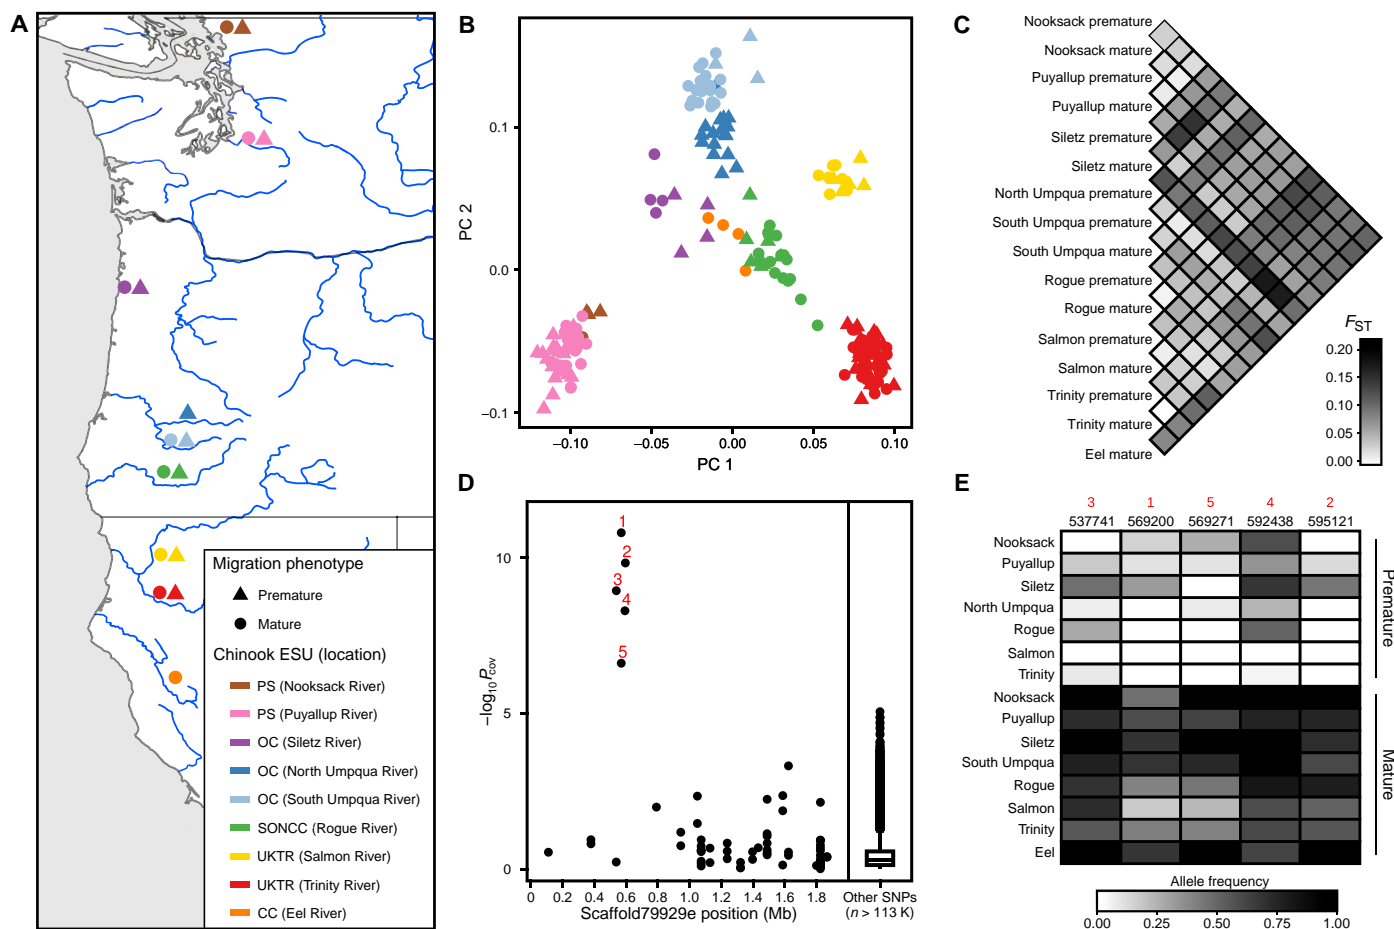 A
Migration phenotype
Premature
Mature
Chinook ESU (location)
PS (Nooksack River)
PS (Puyallup River)
OC (Siletz River)
OC (North Umpqua River)
OC (South Umpqua River)
SONCC (Rogue River)
UKTR (Salmon River)
UKTR (Trinity River)
CC (Eel River)
B
PC 2
0.1
0.0
−0.1
−0.10
−0.05
0.00
0.05
0.10
PC 1
C
Nooksack premature
Nooksack mature
Puyallup premature
Puyallup mature
Siletz premature
Siletz mature
North Umpqua premature
South Umpqua premature
South Umpqua mature
Rogue premature
Rogue mature
Salmon premature
Salmon mature
Trinity premature
Trinity mature
Eel mature
FST
0.20
0.15
0.10
0.05
0.00
D
−log10Pcov
10
5
0
1
2
3
4
5
0 0.2 0.4 0.6 0.8 1.0 1.2 1.4 1.6 1.8
Scaffold79929e position (Mb)
Other SNPs
(n > 113 K)
E
3 1 5 4 2
537741 569200 569271 592438 595121
Nooksack
Puyallup
Siletz
North Umpqua
Rogue
Salmon
Trinity
Premature
Nooksack
Puyallup
Siletz
South Umpqua
Rogue
Salmon
Trinity
Eel
Mature
Allele frequency
0.00 0.25 0.50 0.75 1.00